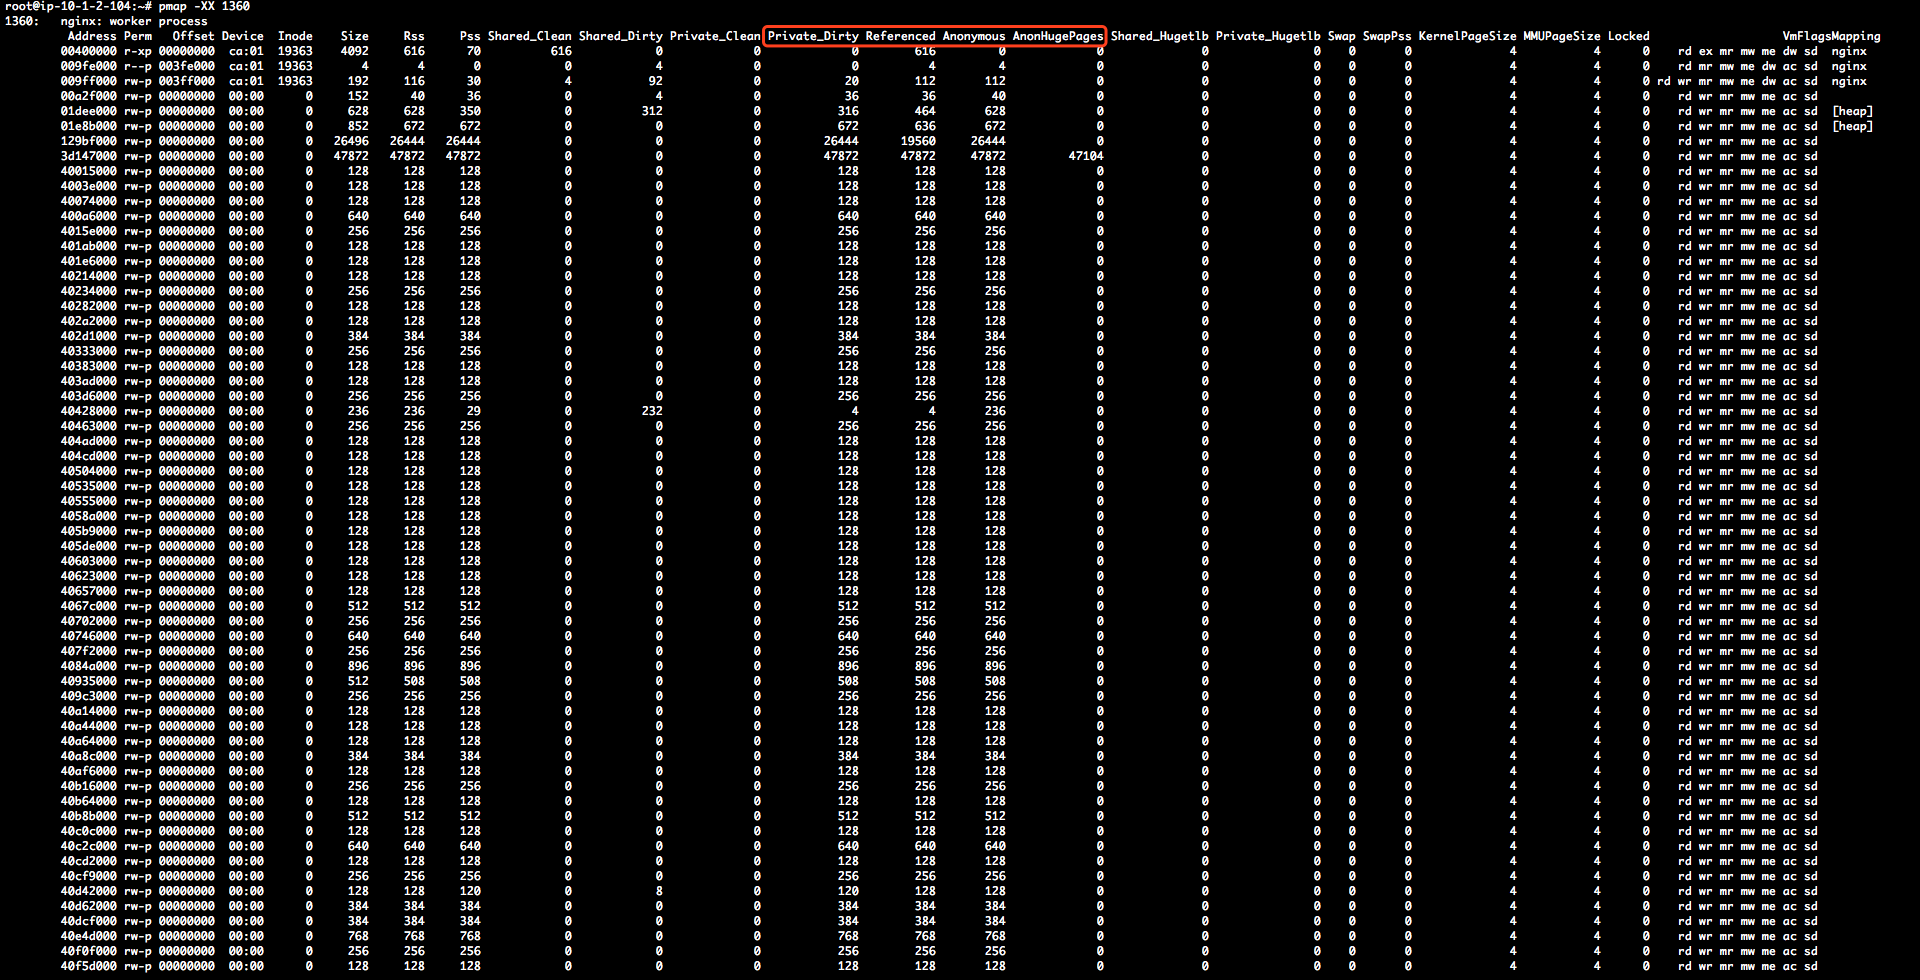 root@ip-10-1-2-104:~# pmap -XX 1360
1360:   nginx: worker process
Address Perm Offset Device Inode Size Rss Pss Shared_Clean Shared_Dirty Private_Clean Private_Dirty Referenced Anonymous AnonHugePages Shared_Hugetlb Private_Hugetlb Swap SwapPss KernelPageSize MMUPageSize Locked VmFlagsMapping
00400000 r-xp 00000000 ca:01 19363 4092 616 70 616 0 0 0 616 0 0 0 0 0 0 4 4 0 rd ex mr mw me dw sd nginx
009fe000 r--p 003fe000 ca:01 19363 4 4 0 0 4 0 0 4 4 0 0 0 0 0 4 4 0 rd mr mw me dw ac sd nginx
009ff000 rw-p 003ff000 ca:01 19363 192 116 30 4 92 0 20 112 112 0 0 0 0 0 4 4 0 rd wr mr mw me dw ac sd nginx
00a2f000 rw-p 00000000 00:00 0 152 40 36 0 4 0 36 36 40 0 0 0 0 0 4 4 0 rd wr mr mw me ac sd
01dee000 rw-p 00000000 00:00 0 628 628 350 0 312 0 316 464 628 0 0 0 0 0 4 4 0 rd wr mr mw me ac sd [heap]
01e8b000 rw-p 00000000 00:00 0 852 672 672 0 0 0 672 636 672 0 0 0 0 0 4 4 0 rd wr mr mw me ac sd [heap]
129bf000 rw-p 00000000 00:00 0 26496 26444 26444 0 0 0 26444 19560 26444 0 0 0 0 0 4 4 0 rd wr mr mw me ac sd
3d147000 rw-p 00000000 00:00 0 47872 47872 47872 0 0 0 47872 47872 47872 47104 0 0 0 0 4 4 0 rd wr mr mw me ac sd
40015000 rw-p 00000000 00:00 0 128 128 128 0 0 0 128 128 128 0 0 0 0 0 4 4 0 rd wr mr mw me ac sd
4003e000 rw-p 00000000 00:00 0 128 128 128 0 0 0 128 128 128 0 0 0 0 0 4 4 0 rd wr mr mw me ac sd
40074000 rw-p 00000000 00:00 0 128 128 128 0 0 0 128 128 128 0 0 0 0 0 4 4 0 rd wr mr mw me ac sd
400a6000 rw-p 00000000 00:00 0 640 640 640 0 0 0 640 640 640 0 0 0 0 0 4 4 0 rd wr mr mw me ac sd
4015e000 rw-p 00000000 00:00 0 256 256 256 0 0 0 256 256 256 0 0 0 0 0 4 4 0 rd wr mr mw me ac sd
401ab000 rw-p 00000000 00:00 0 128 128 128 0 0 0 128 128 128 0 0 0 0 0 4 4 0 rd wr mr mw me ac sd
401e6000 rw-p 00000000 00:00 0 128 128 128 0 0 0 128 128 128 0 0 0 0 0 4 4 0 rd wr mr mw me ac sd
40214000 rw-p 00000000 00:00 0 128 128 128 0 0 0 128 128 128 0 0 0 0 0 4 4 0 rd wr mr mw me ac sd
40234000 rw-p 00000000 00:00 0 256 256 256 0 0 0 256 256 256 0 0 0 0 0 4 4 0 rd wr mr mw me ac sd
40282000 rw-p 00000000 00:00 0 128 128 128 0 0 0 128 128 128 0 0 0 0 0 4 4 0 rd wr mr mw me ac sd
402a2000 rw-p 00000000 00:00 0 128 128 128 0 0 0 128 128 128 0 0 0 0 0 4 4 0 rd wr mr mw me ac sd
402d1000 rw-p 00000000 00:00 0 384 384 384 0 0 0 384 384 384 0 0 0 0 0 4 4 0 rd wr mr mw me ac sd
40333000 rw-p 00000000 00:00 0 256 256 256 0 0 0 256 256 256 0 0 0 0 0 4 4 0 rd wr mr mw me ac sd
40383000 rw-p 00000000 00:00 0 128 128 128 0 0 0 128 128 128 0 0 0 0 0 4 4 0 rd wr mr mw me ac sd
403ad000 rw-p 00000000 00:00 0 128 128 128 0 0 0 128 128 128 0 0 0 0 0 4 4 0 rd wr mr mw me ac sd
403d6000 rw-p 00000000 00:00 0 256 256 256 0 0 0 256 256 256 0 0 0 0 0 4 4 0 rd wr mr mw me ac sd
40428000 rw-p 00000000 00:00 0 236 236 29 0 232 0 4 4 236 0 0 0 0 0 4 4 0 rd wr mr mw me ac sd
40463000 rw-p 00000000 00:00 0 256 256 256 0 0 0 256 256 256 0 0 0 0 0 4 4 0 rd wr mr mw me ac sd
404ad000 rw-p 00000000 00:00 0 128 128 128 0 0 0 128 128 128 0 0 0 0 0 4 4 0 rd wr mr mw me ac sd
404cd000 rw-p 00000000 00:00 0 128 128 128 0 0 0 128 128 128 0 0 0 0 0 4 4 0 rd wr mr mw me ac sd
40504000 rw-p 00000000 00:00 0 128 128 128 0 0 0 128 128 128 0 0 0 0 0 4 4 0 rd wr mr mw me ac sd
40535000 rw-p 00000000 00:00 0 128 128 128 0 0 0 128 128 128 0 0 0 0 0 4 4 0 rd wr mr mw me ac sd
40555000 rw-p 00000000 00:00 0 128 128 128 0 0 0 128 128 128 0 0 0 0 0 4 4 0 rd wr mr mw me ac sd
4058a000 rw-p 00000000 00:00 0 128 128 128 0 0 0 128 128 128 0 0 0 0 0 4 4 0 rd wr mr mw me ac sd
405b9000 rw-p 00000000 00:00 0 128 128 128 0 0 0 128 128 128 0 0 0 0 0 4 4 0 rd wr mr mw me ac sd
405de000 rw-p 00000000 00:00 0 128 128 128 0 0 0 128 128 128 0 0 0 0 0 4 4 0 rd wr mr mw me ac sd
40603000 rw-p 00000000 00:00 0 128 128 128 0 0 0 128 128 128 0 0 0 0 0 4 4 0 rd wr mr mw me ac sd
40623000 rw-p 00000000 00:00 0 128 128 128 0 0 0 128 128 128 0 0 0 0 0 4 4 0 rd wr mr mw me ac sd
40657000 rw-p 00000000 00:00 0 128 128 128 0 0 0 128 128 128 0 0 0 0 0 4 4 0 rd wr mr mw me ac sd
4067c000 rw-p 00000000 00:00 0 512 512 512 0 0 0 512 512 512 0 0 0 0 0 4 4 0 rd wr mr mw me ac sd
40702000 rw-p 00000000 00:00 0 256 256 256 0 0 0 256 256 256 0 0 0 0 0 4 4 0 rd wr mr mw me ac sd
40746000 rw-p 00000000 00:00 0 640 640 640 0 0 0 640 640 640 0 0 0 0 0 4 4 0 rd wr mr mw me ac sd
407f2000 rw-p 00000000 00:00 0 256 256 256 0 0 0 256 256 256 0 0 0 0 0 4 4 0 rd wr mr mw me ac sd
4084a000 rw-p 00000000 00:00 0 896 896 896 0 0 0 896 896 896 0 0 0 0 0 4 4 0 rd wr mr mw me ac sd
40935000 rw-p 00000000 00:00 0 512 508 508 0 0 0 508 508 508 0 0 0 0 0 4 4 0 rd wr mr mw me ac sd
409c3000 rw-p 00000000 00:00 0 256 256 256 0 0 0 256 256 256 0 0 0 0 0 4 4 0 rd wr mr mw me ac sd
40a14000 rw-p 00000000 00:00 0 128 128 128 0 0 0 128 128 128 0 0 0 0 0 4 4 0 rd wr mr mw me ac sd
40a44000 rw-p 00000000 00:00 0 128 128 128 0 0 0 128 128 128 0 0 0 0 0 4 4 0 rd wr mr mw me ac sd
40a64000 rw-p 00000000 00:00 0 128 128 128 0 0 0 128 128 128 0 0 0 0 0 4 4 0 rd wr mr mw me ac sd
40a8c000 rw-p 00000000 00:00 0 384 384 384 0 0 0 384 384 384 0 0 0 0 0 4 4 0 rd wr mr mw me ac sd
40af6000 rw-p 00000000 00:00 0 128 128 128 0 0 0 128 128 128 0 0 0 0 0 4 4 0 rd wr mr mw me ac sd
40b16000 rw-p 00000000 00:00 0 256 256 256 0 0 0 256 256 256 0 0 0 0 0 4 4 0 rd wr mr mw me ac sd
40b64000 rw-p 00000000 00:00 0 128 128 128 0 0 0 128 128 128 0 0 0 0 0 4 4 0 rd wr mr mw me ac sd
40b8b000 rw-p 00000000 00:00 0 512 512 512 0 0 0 512 512 512 0 0 0 0 0 4 4 0 rd wr mr mw me ac sd
40c0c000 rw-p 00000000 00:00 0 128 128 128 0 0 0 128 128 128 0 0 0 0 0 4 4 0 rd wr mr mw me ac sd
40c2c000 rw-p 00000000 00:00 0 640 640 640 0 0 0 640 640 640 0 0 0 0 0 4 4 0 rd wr mr mw me ac sd
40cd2000 rw-p 00000000 00:00 0 128 128 128 0 0 0 128 128 128 0 0 0 0 0 4 4 0 rd wr mr mw me ac sd
40cf9000 rw-p 00000000 00:00 0 256 256 256 0 0 0 256 256 256 0 0 0 0 0 4 4 0 rd wr mr mw me ac sd
40d42000 rw-p 00000000 00:00 0 128 128 120 0 8 0 120 128 128 0 0 0 0 0 4 4 0 rd wr mr mw me ac sd
40d62000 rw-p 00000000 00:00 0 384 384 384 0 0 0 384 384 384 0 0 0 0 0 4 4 0 rd wr mr mw me ac sd
40dcf000 rw-p 00000000 00:00 0 384 384 384 0 0 0 384 384 384 0 0 0 0 0 4 4 0 rd wr mr mw me ac sd
40e4d000 rw-p 00000000 00:00 0 768 768 768 0 0 0 768 768 768 0 0 0 0 0 4 4 0 rd wr mr mw me ac sd
40f0f000 rw-p 00000000 00:00 0 256 256 256 0 0 0 256 256 256 0 0 0 0 0 4 4 0 rd wr mr mw me ac sd
40f5d000 rw-p 00000000 00:00 0 128 128 128 0 0 0 128 128 128 0 0 0 0 0 4 4 0 rd wr mr mw me ac sd